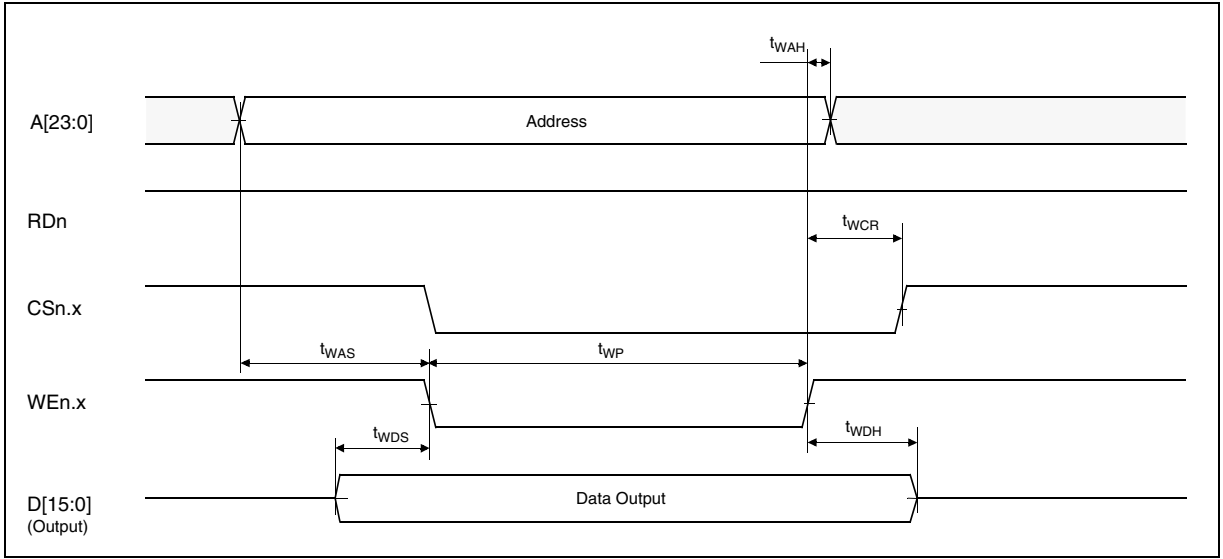 tWAH
A[23:0]
Address
RDn
tWCR
CSn.x
tWAS
tWP
WEn.x
tWDS
tWDH
D[15:0]
(Output)
Data Output